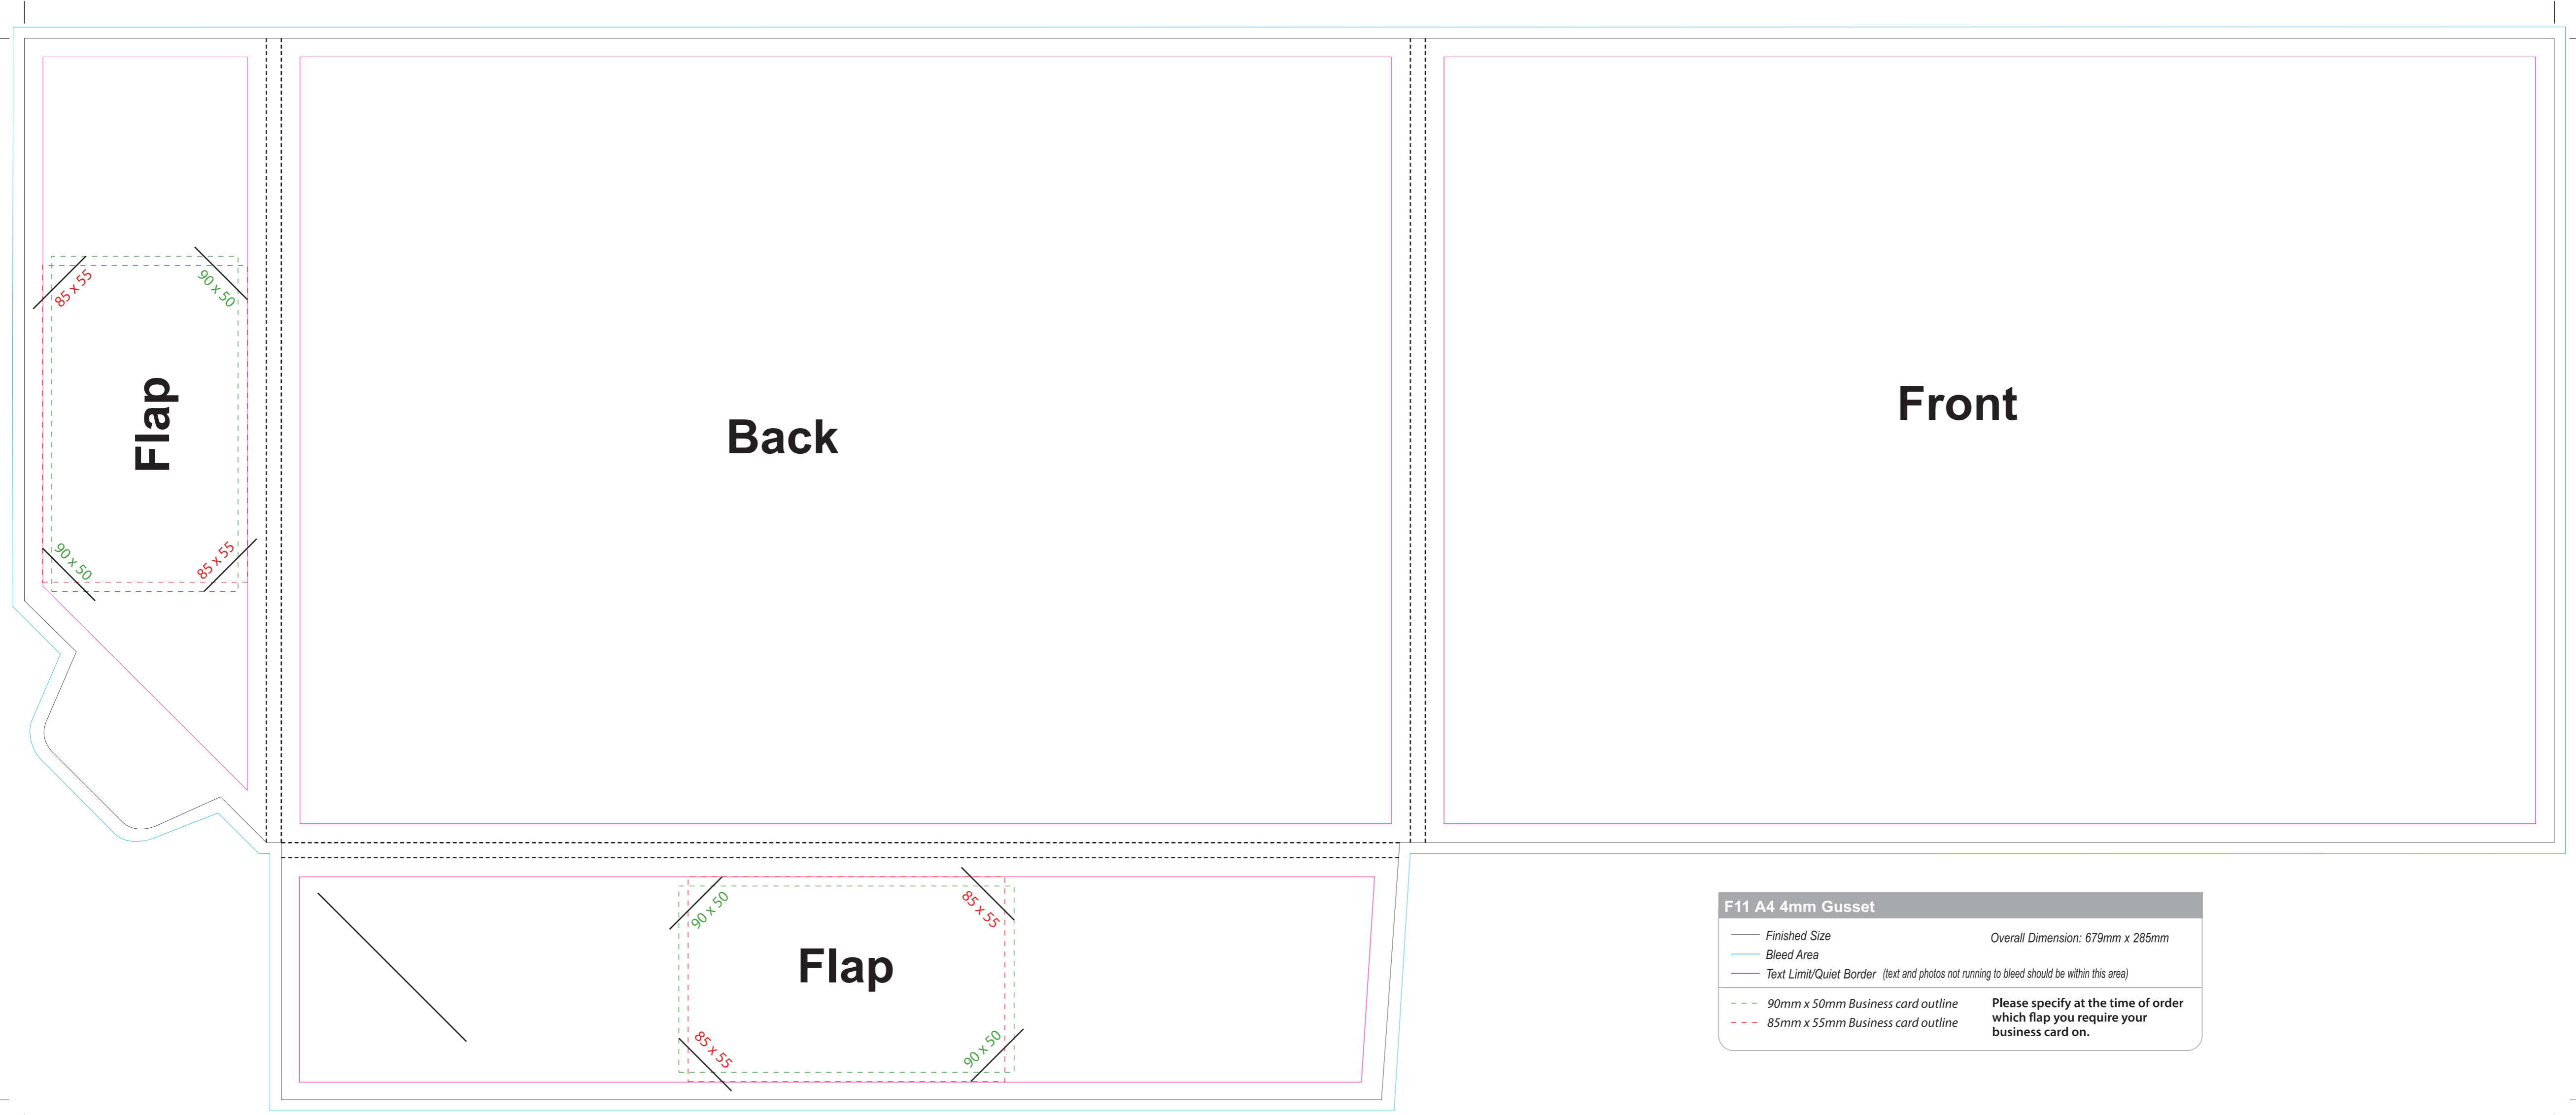 85 x 55
90 x 50
Flap
90 x 50
85 x 55
Back
Front
90 x 50
85 x 55
Flap
85 x 55
90 x 50
F11 A4 4mm Gusset
Finished Size
Overall Dimension: 679mm x 285mm
Bleed Area
Text Limit/Quiet Border (text and photos not running to bleed should be within this area)
90mm x 50mm Business card outline
85mm x 55mm Business card outline
Please specify at the time of order
which flap you require your
business card on.